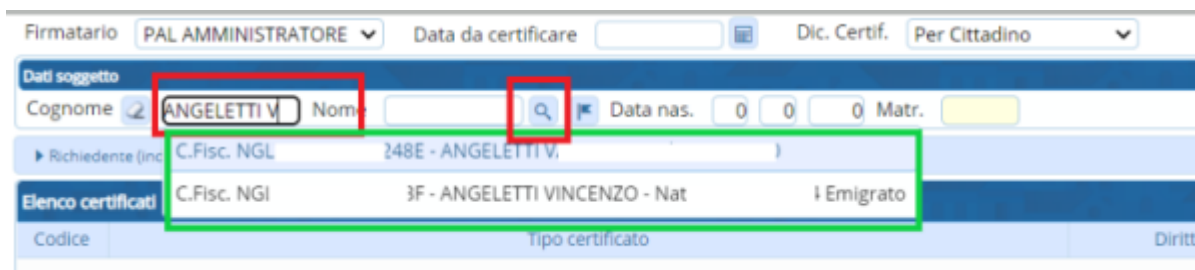 Firmatario PAL AMMINISTRATORE Data da certificare Dic. Certif. Per Cittadino
Dati soggetto
Cognome ANGELETTI V Nome Data nas. 0 0 0 Matr.
Richiedente (inc
C.Fisc. NGL 248E - ANGELETTI V )
C.Fisc. NGI 3F - ANGELETTI VINCENZO - Nat Emigrato
Elenco certificati
Codice Tipo certificato Diritt